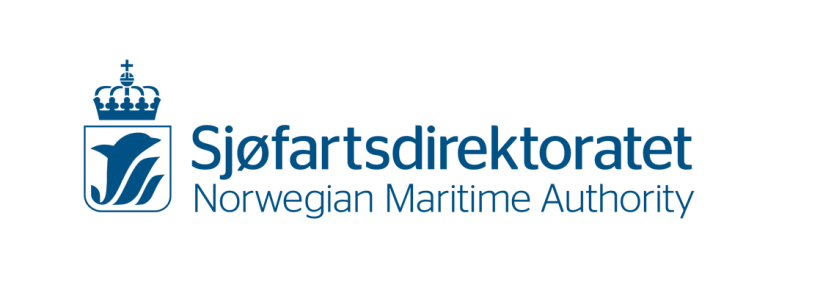 Sjøfartsdirektoratet
Norwegian Maritime Authority